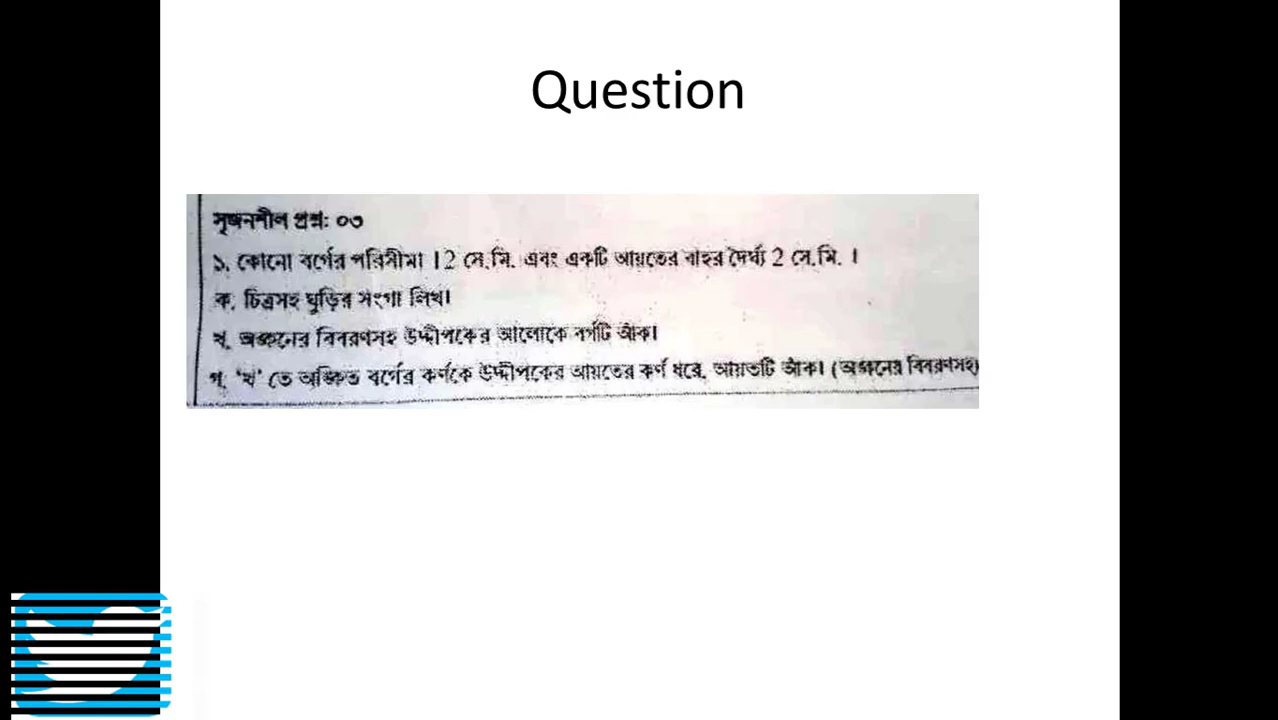 Question
সৃজনশীল প্রশ্ন: ০৩
১. কোনো বর্গের পরিসীমা ।2 সে.মি. এবং একটি আয়তের বাহুর দৈর্ঘ্য 2 সে.মি. ।
ক. চিত্রসহ ঘুড়ির সংগা লিখ।
খ. অঙ্কনের বিবরণসহ উদ্দীপকের আলোকে বর্গটি আঁক।
গ. 'খ' তে অঙ্কিত বর্গের কর্ণকে উদ্দীপকের আয়তের কর্ণ ধরে, আয়তটি আঁক। (অঙ্কনের বিবরণসহ)